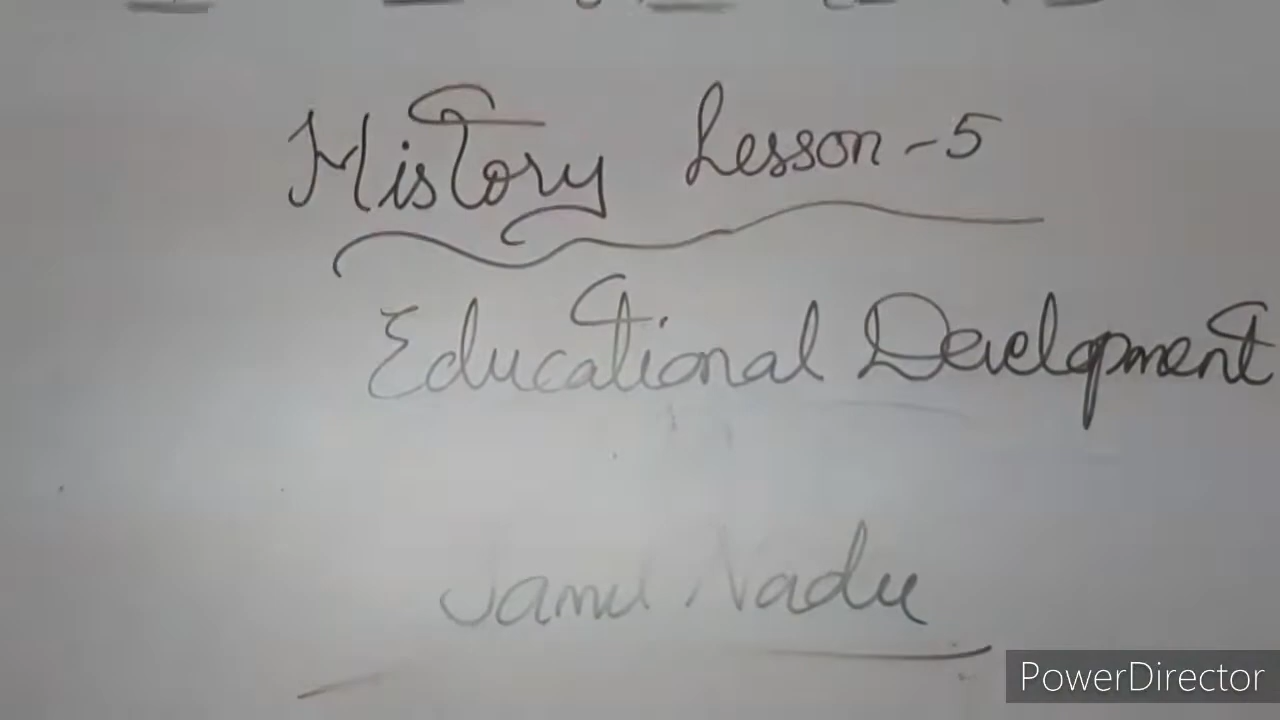 History Lesson - 5
Educational Development
Tamil Nadu
PowerDirector